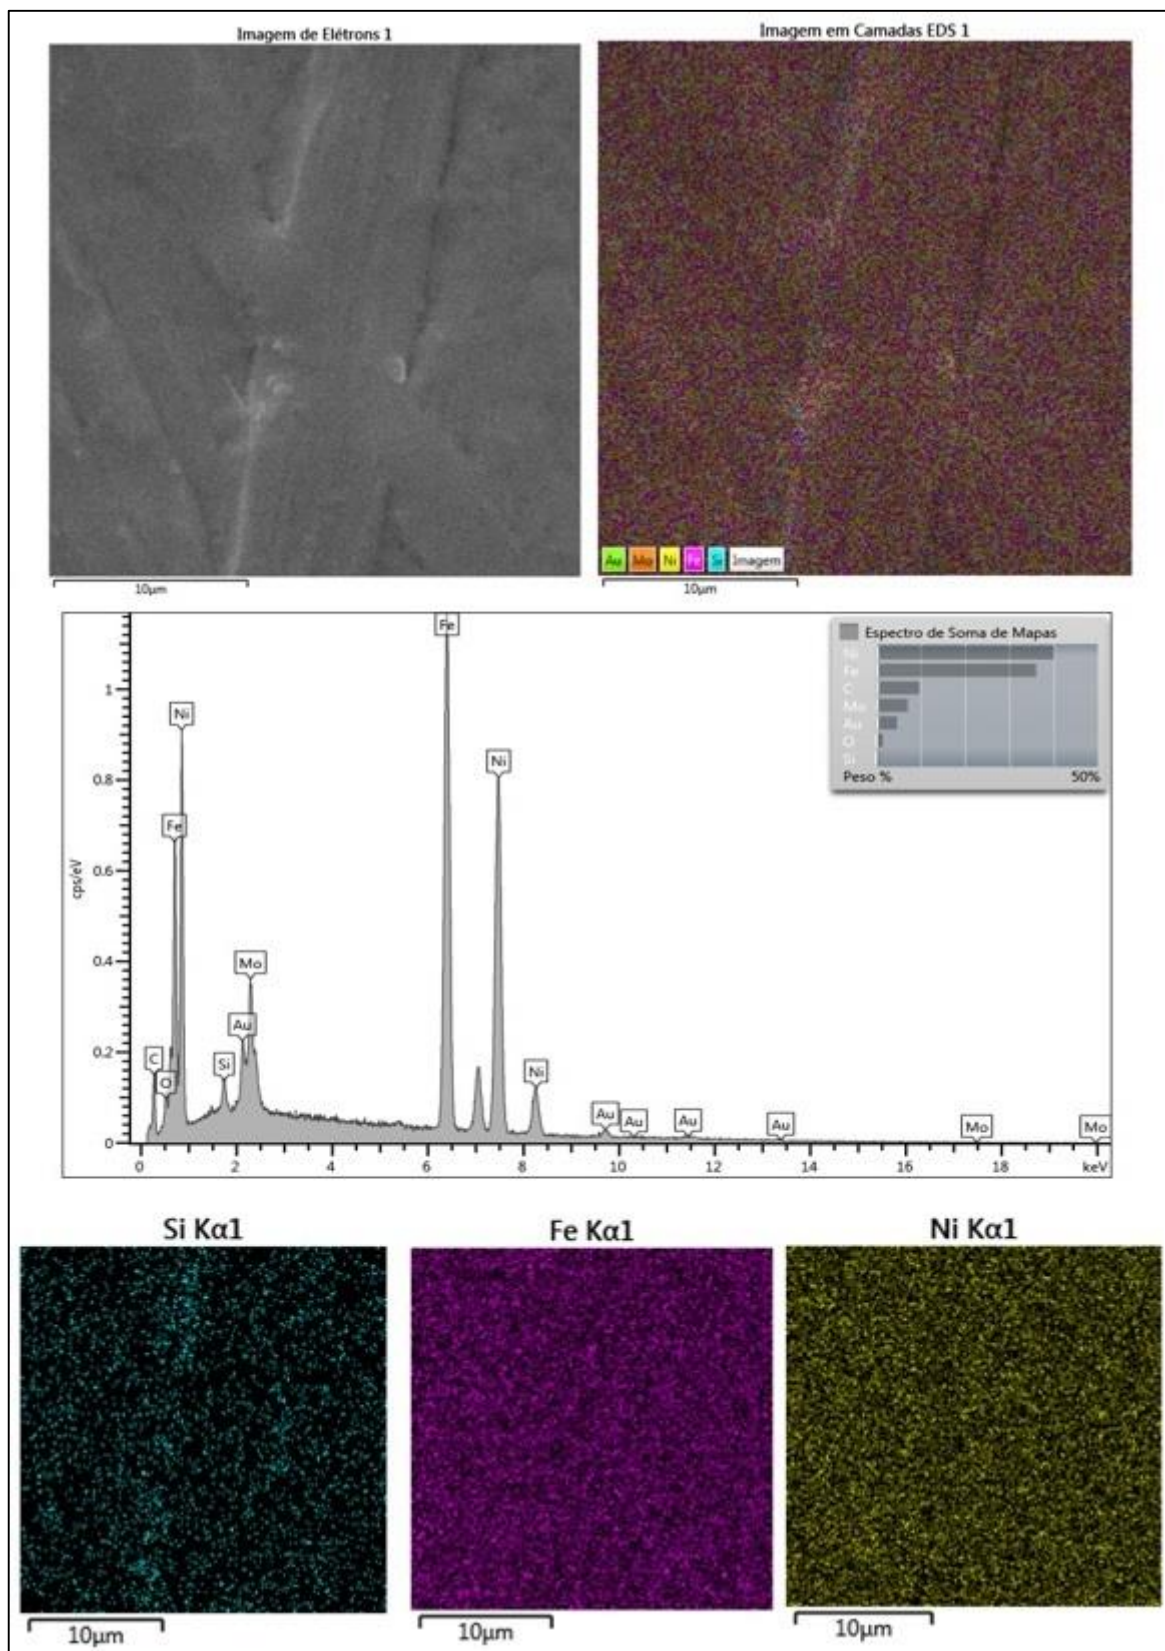 Imagem de Elétrons 1
Imagem em Camadas EDS 1
Au Mo Ni Fe Si Imagem
10µm
10µm
Espectro de Soma de Mapas
Ni
Fe
C
Mo
Au
O
Si
Peso % 50%
cps/eV
1
0.8
0.6
0.4
0.2
0
Fe
Ni
Ni
Fe
Mo
Au
C
Si
O
Ni
Au
Au
Au
Au
Mo
Mo
0 2 4 6 8 10 12 14 16 18 keV
Si Kα1
Fe Kα1
Ni Kα1
10µm
10µm
10µm